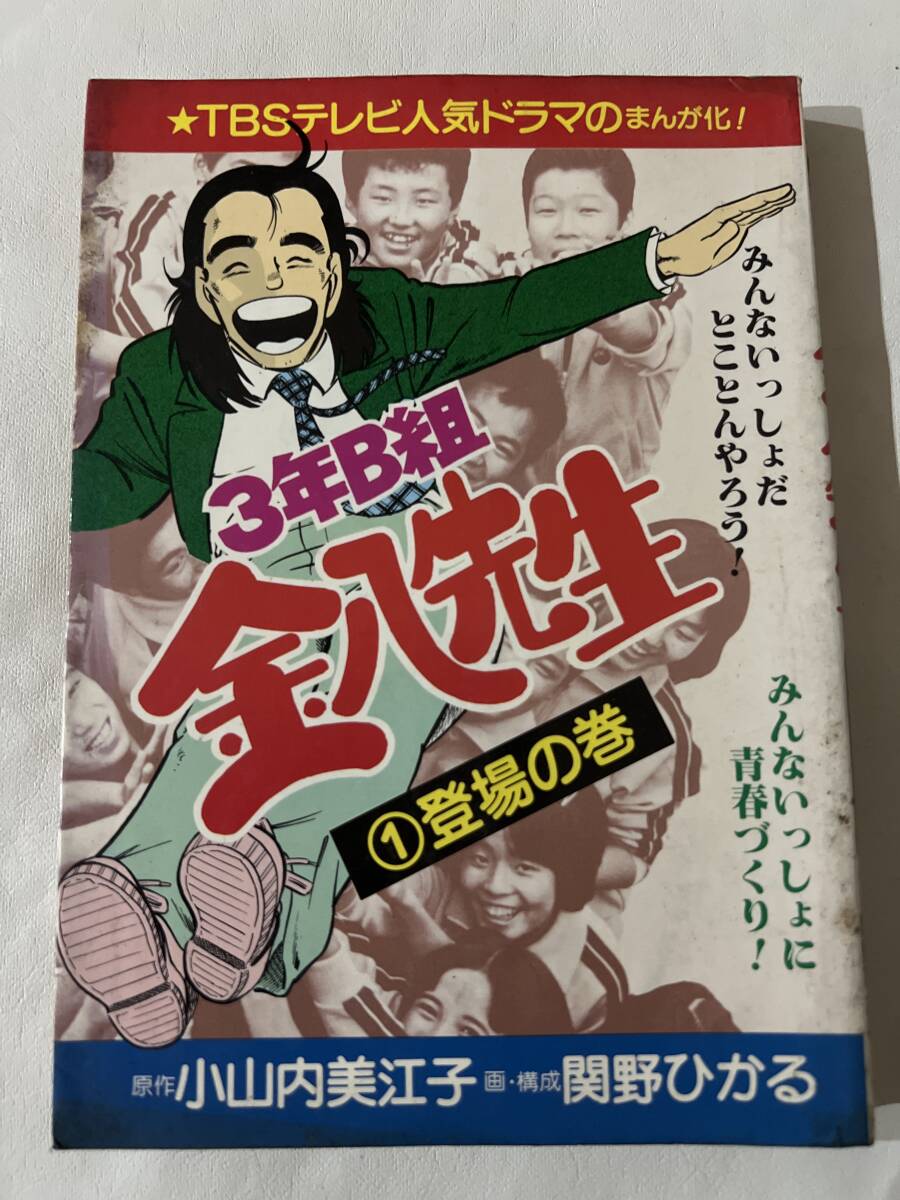 ★TBSテレビ人気ドラマのまんが化!
みんないっしょだ
とことんやろう!
3年B組
金八先生
①登場の巻
みんないっしょに
青春づくり!
原作 小山内美江子 画・構成 関野ひかる